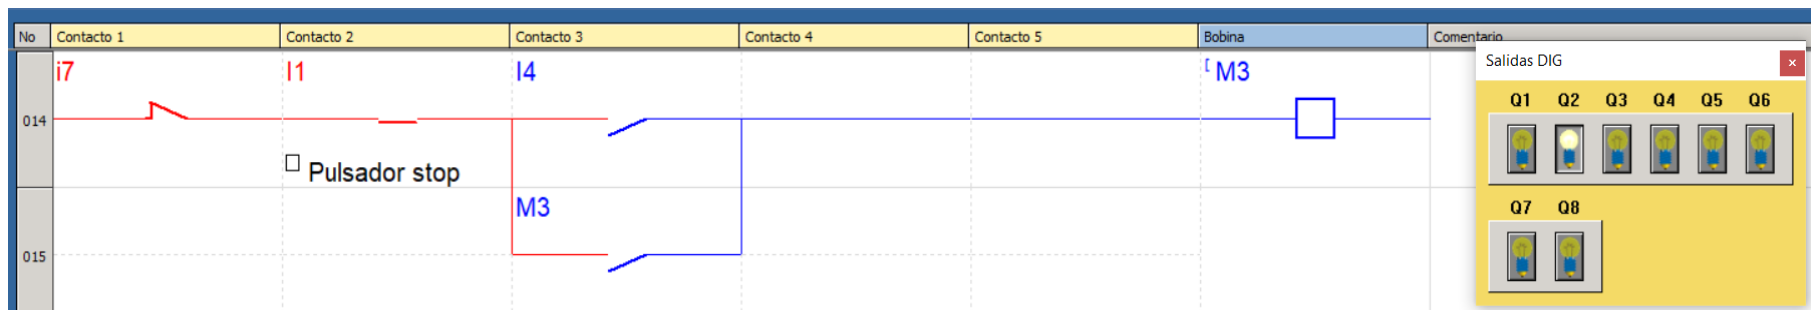 No Contacto 1 Contacto 2 Contacto 3 Contacto 4 Contacto 5 Bobina Comentario
Salidas DIG
i7 I1 I4 [ M3
Q1 Q2 Q3 Q4 Q5 Q6
014
Pulsador stop
M3
Q7 Q8
015